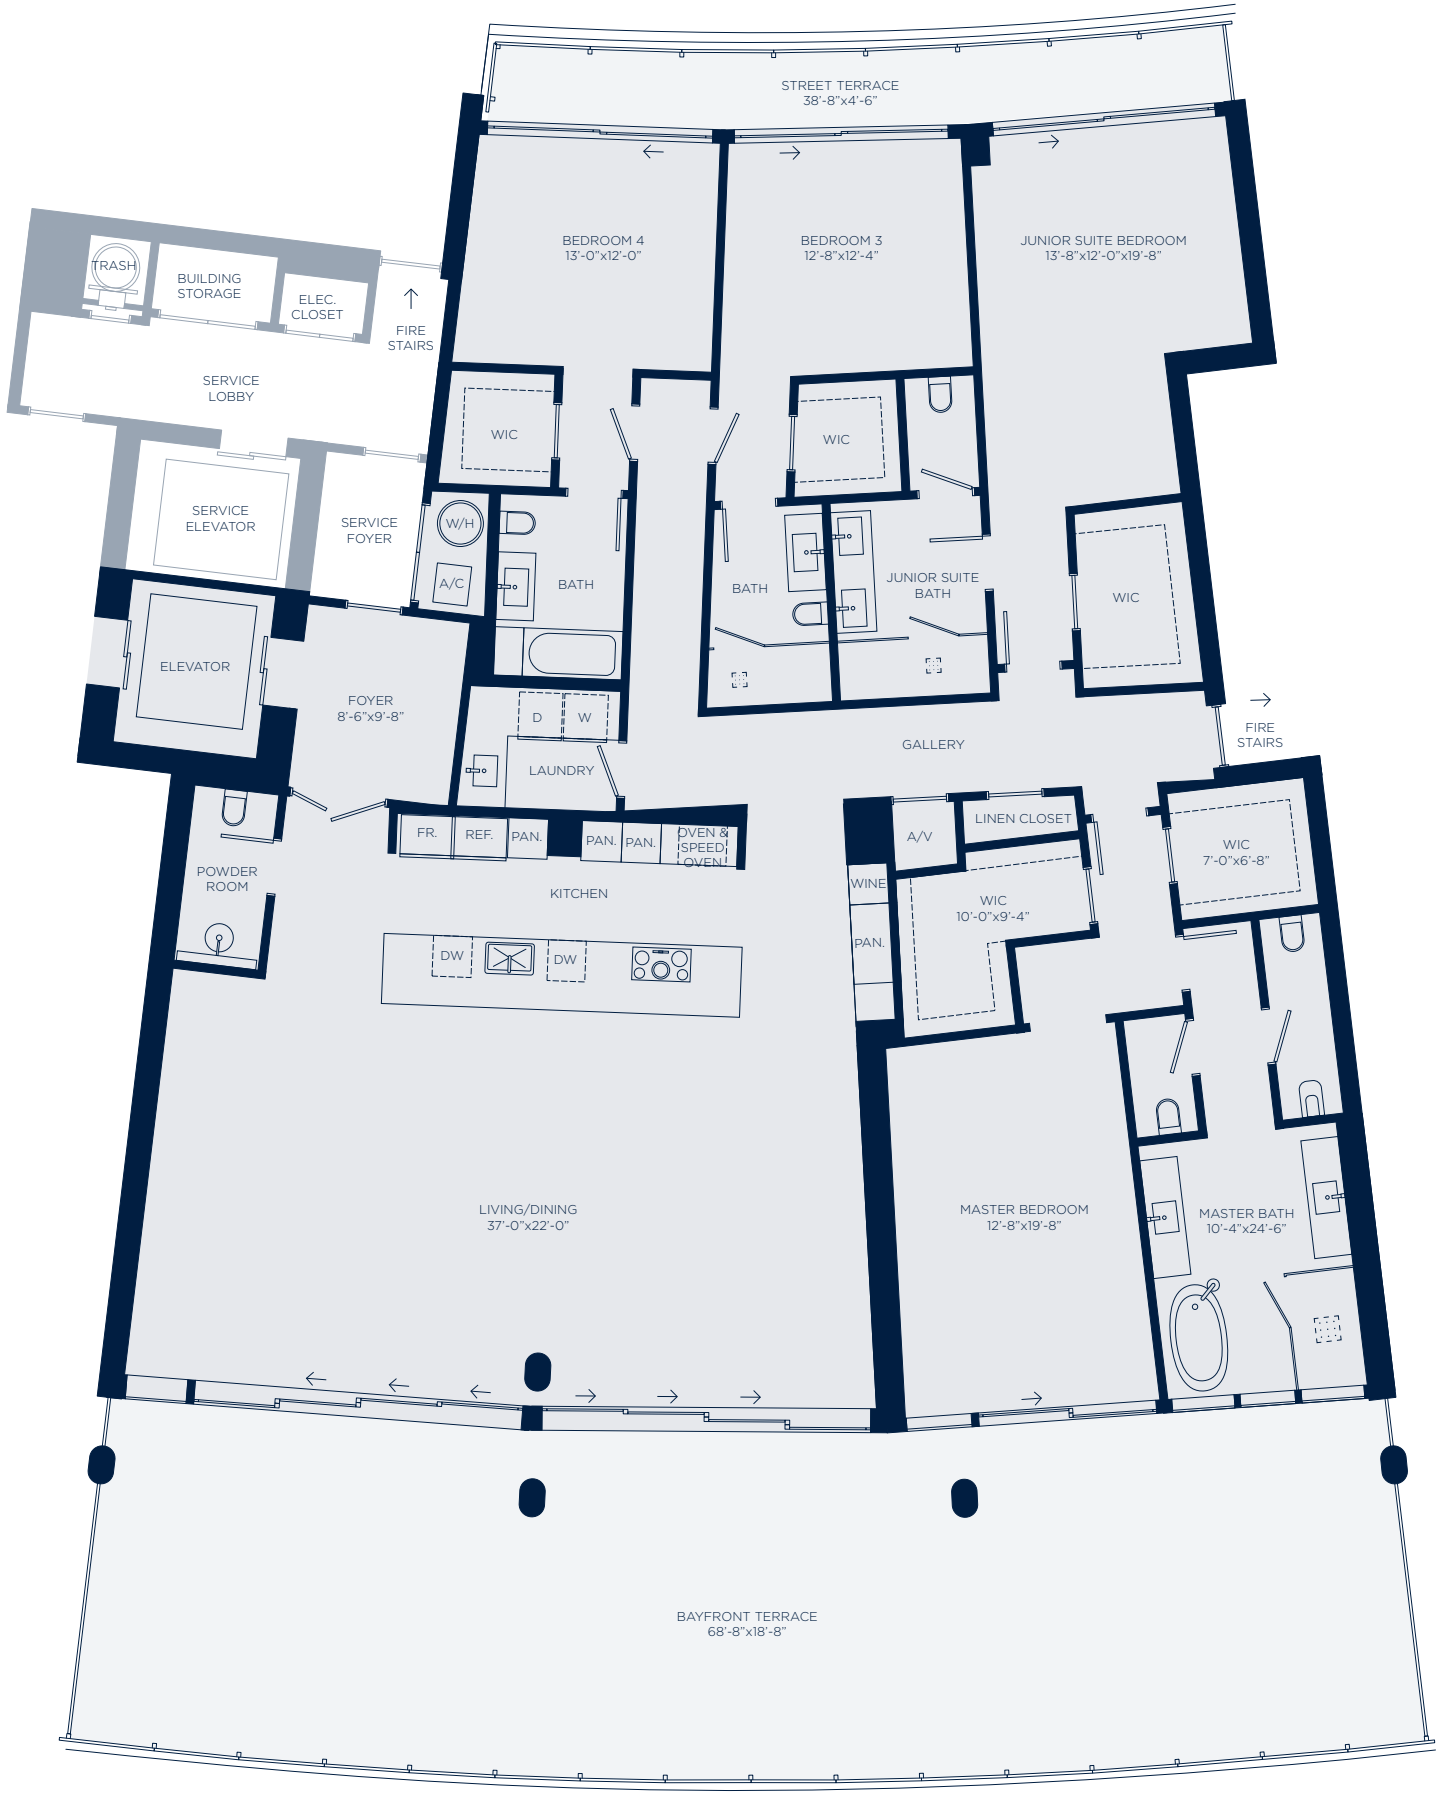 STREET TERRACE
38'-8"x4'-6"
BEDROOM 4
13'-0"x12'-0"
BEDROOM 3
12'-8"x12'-4"
JUNIOR SUITE BEDROOM
13'-8"x12'-0"x19'-8"
TRASH
BUILDING
STORAGE
ELEC.
CLOSET
FIRE
STAIRS
SERVICE
LOBBY
WIC
WIC
SERVICE
ELEVATOR
SERVICE
FOYER
W/H
A/C
BATH
BATH
JUNIOR SUITE
BATH
WIC
ELEVATOR
FOYER
8'-6"x9'-8"
D
W
LAUNDRY
GALLERY
FIRE
STAIRS
FR.
REF.
PAN.
PAN.
PAN.
OVEN &
SPEED
OVEN
A/V
LINEN CLOSET
WIC
7'-0"x6'-8"
POWDER
ROOM
KITCHEN
WINE
WIC
10'-0"x9'-4"
PAN.
DW
DW
LIVING/DINING
37'-0"x22'-0"
MASTER BEDROOM
12'-8"x19'-8"
MASTER BATH
10'-4"x24'-6"
BAYFRONT TERRACE
68'-8"x18'-8"